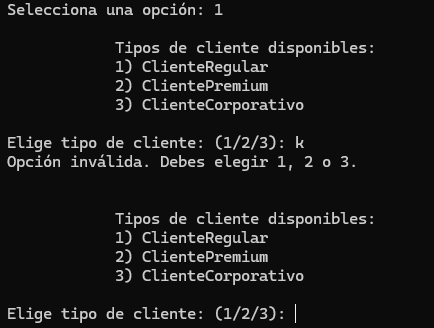 Selecciona una opción: 1
Tipos de cliente disponibles:
1) ClienteRegular
2) ClientePremium
3) ClienteCorporativo
Elige tipo de cliente: (1/2/3): k
Opción inválida. Debes elegir 1, 2 o 3.
Tipos de cliente disponibles:
1) ClienteRegular
2) ClientePremium
3) ClienteCorporativo
Elige tipo de cliente: (1/2/3):